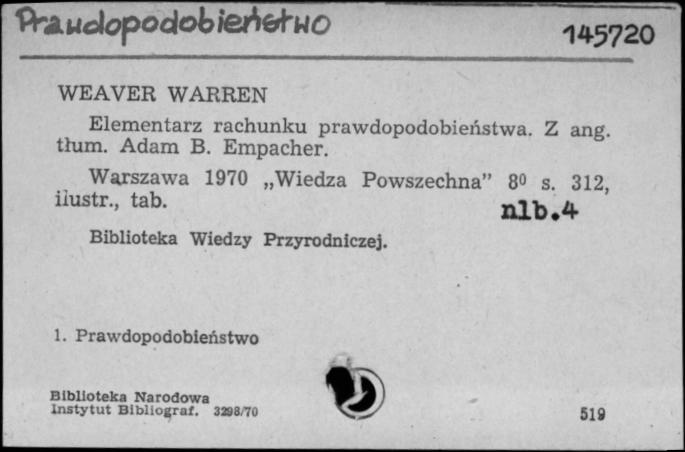 Prawdopodobieństwo
145720
WEAVER WARREN
Elementarz rachunku prawdopodobieństwa. Z ang.
tłum. Adam B. Empacher.
Warszawa 1970 „Wiedza Powszechna” 8⁰ s. 312,
ilustr., tab.
nlb.4
Biblioteka Wiedzy Przyrodniczej.
1. Prawdopodobieństwo
Biblioteka Narodowa
Instytut Bibliograf. 3298/70
519